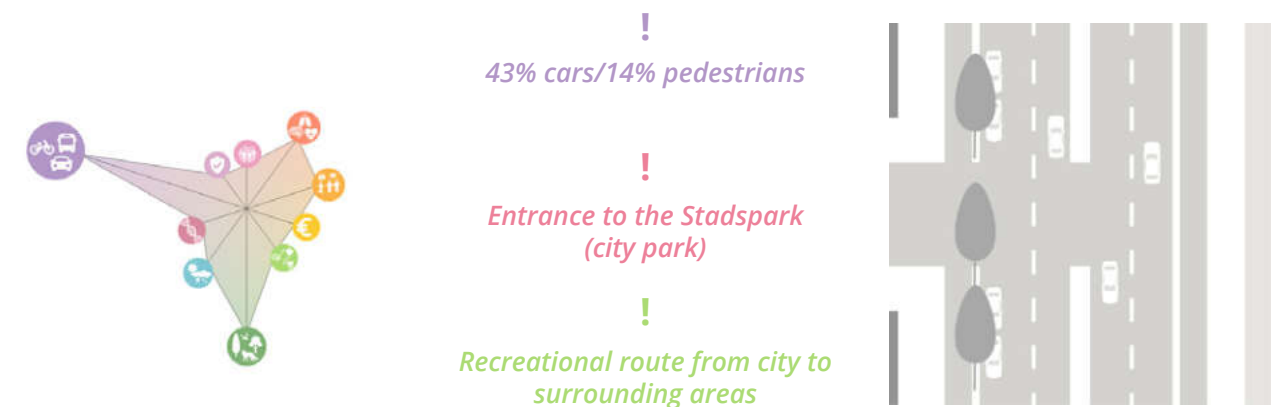 !
43% cars/14% pedestrians
!
Entrance to the Stadspark
(city park)
!
Recreational route from city to
surrounding areas